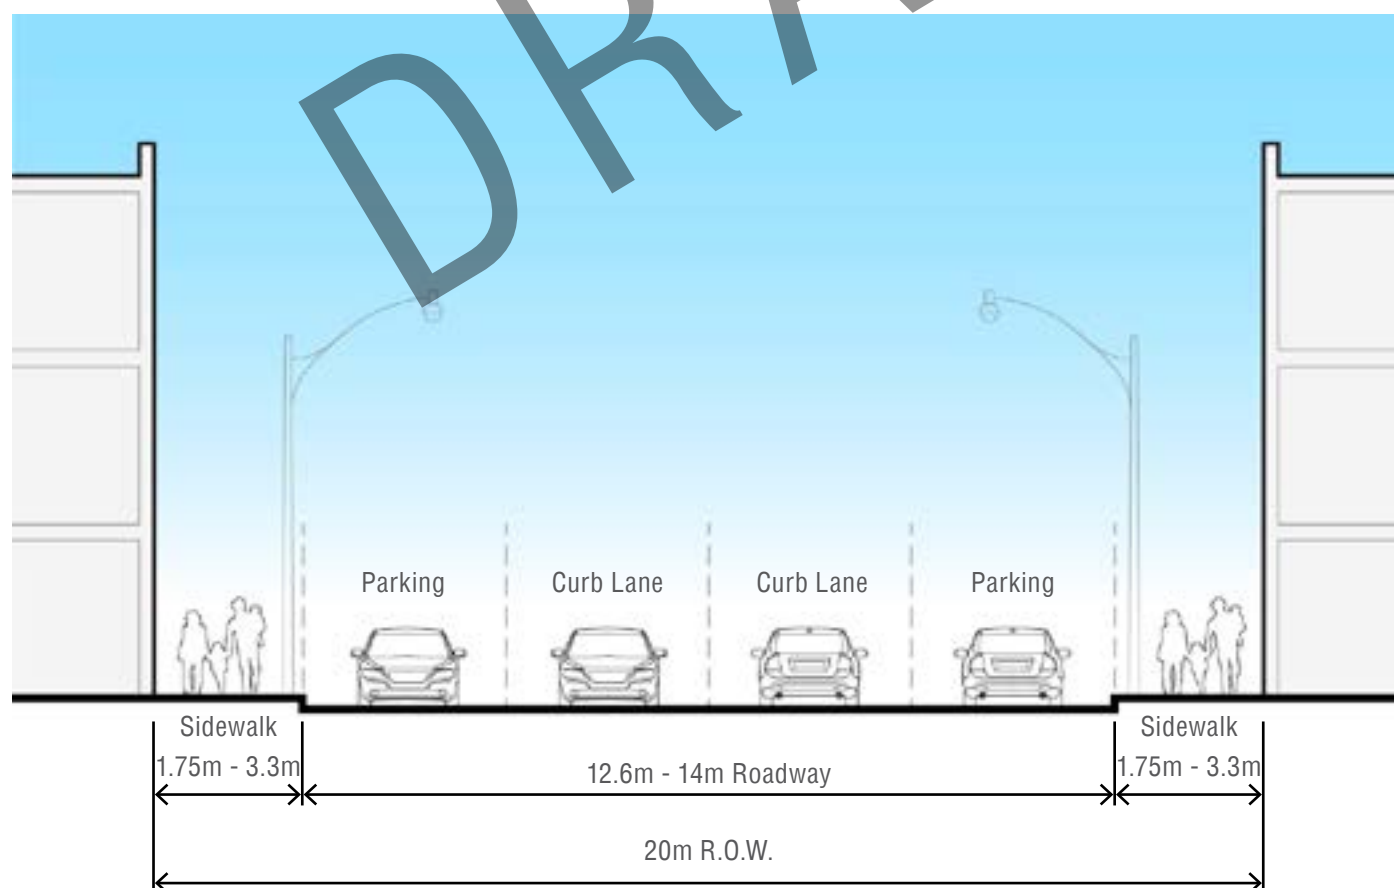 DRA
Parking
Curb Lane
Curb Lane
Parking
Sidewalk
1.75m - 3.3m
12.6m - 14m Roadway
Sidewalk
1.75m - 3.3m
20m R.O.W.